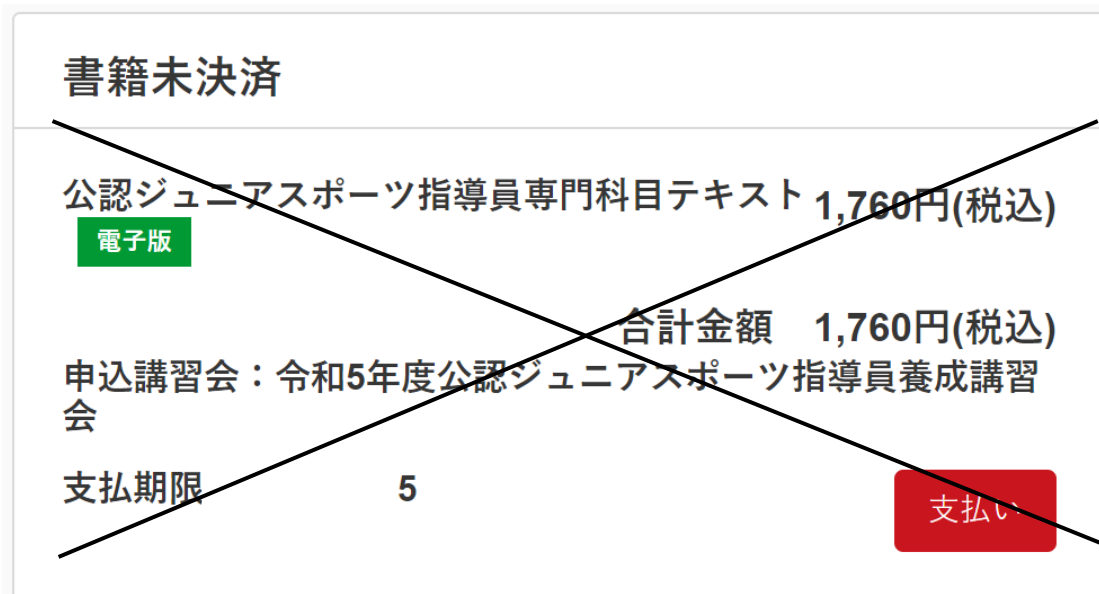 書籍未決済
公認ジュニアスポーツ指導員専門科目テキスト 1,760円(税込)
電子版
合計金額 1,760円(税込)
申込講習会：令和5年度公認ジュニアスポーツ指導員養成講習
会
支払期限 5
支払い